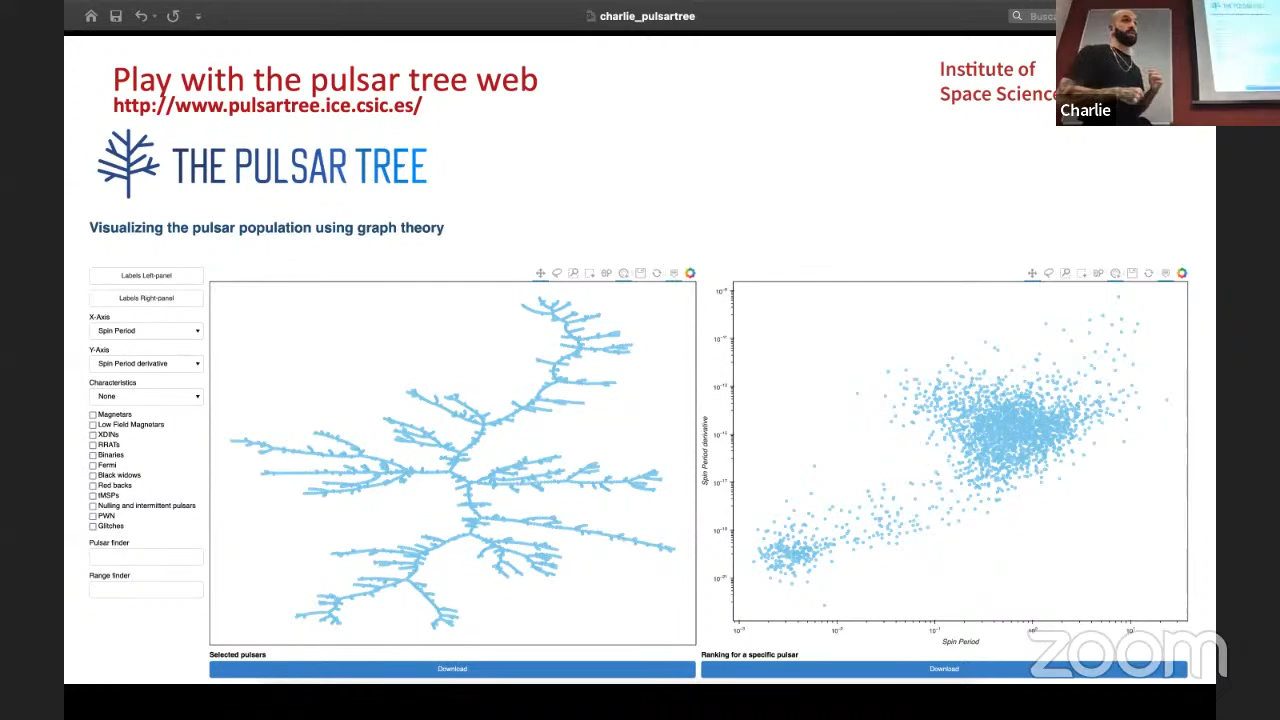 charlie_pulsartree
Busca
Play with the pulsar tree web
http://www.pulsartree.ice.csic.es/
Institute of
Space Science
Charlie
THE PULSAR TREE
Visualizing the pulsar population using graph theory
Labels Left-panel
Labels Right-panel
X-Axis
Spin Period
Y-Axis
Spin Period derivative
Characteristics
None
Magnetars
Low Field Magnetars
XDINs
RRATs
Binaries
Fermi
Black widows
Red backs
tMSPs
Nulling and intermittent pulsars
PWN
Glitches
Pulsar finder
Range finder
Selected pulsars
Download
Spin Period derivative
Spin Period
Ranking for a specific pulsar
Download
zoom